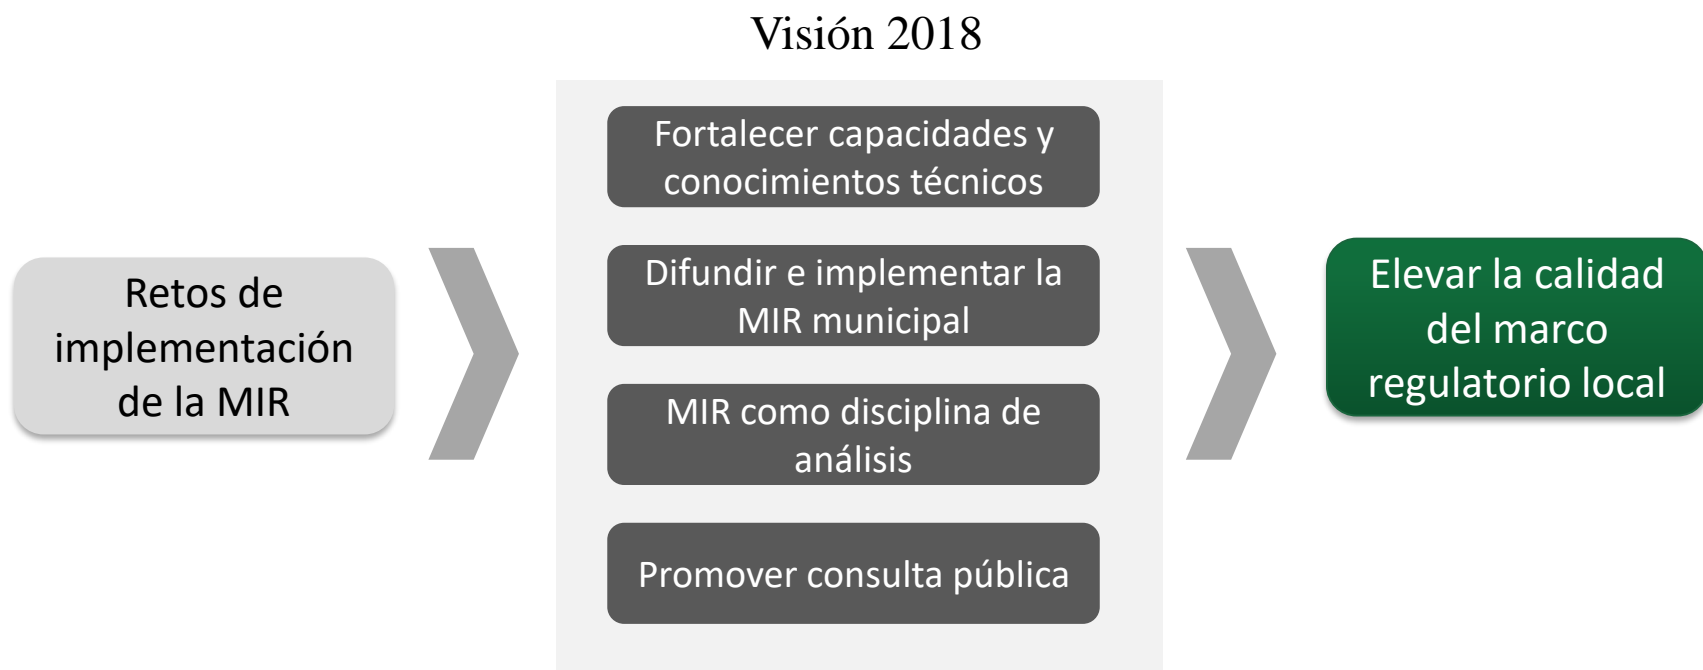 Visión 2018
Retos de
implementación
de la MIR
Fortalecer capacidades y
conocimientos técnicos
Difundir e implementar la
MIR municipal
MIR como disciplina de
análisis
Promover consulta pública
Elevar la calidad
del marco
regulatorio local